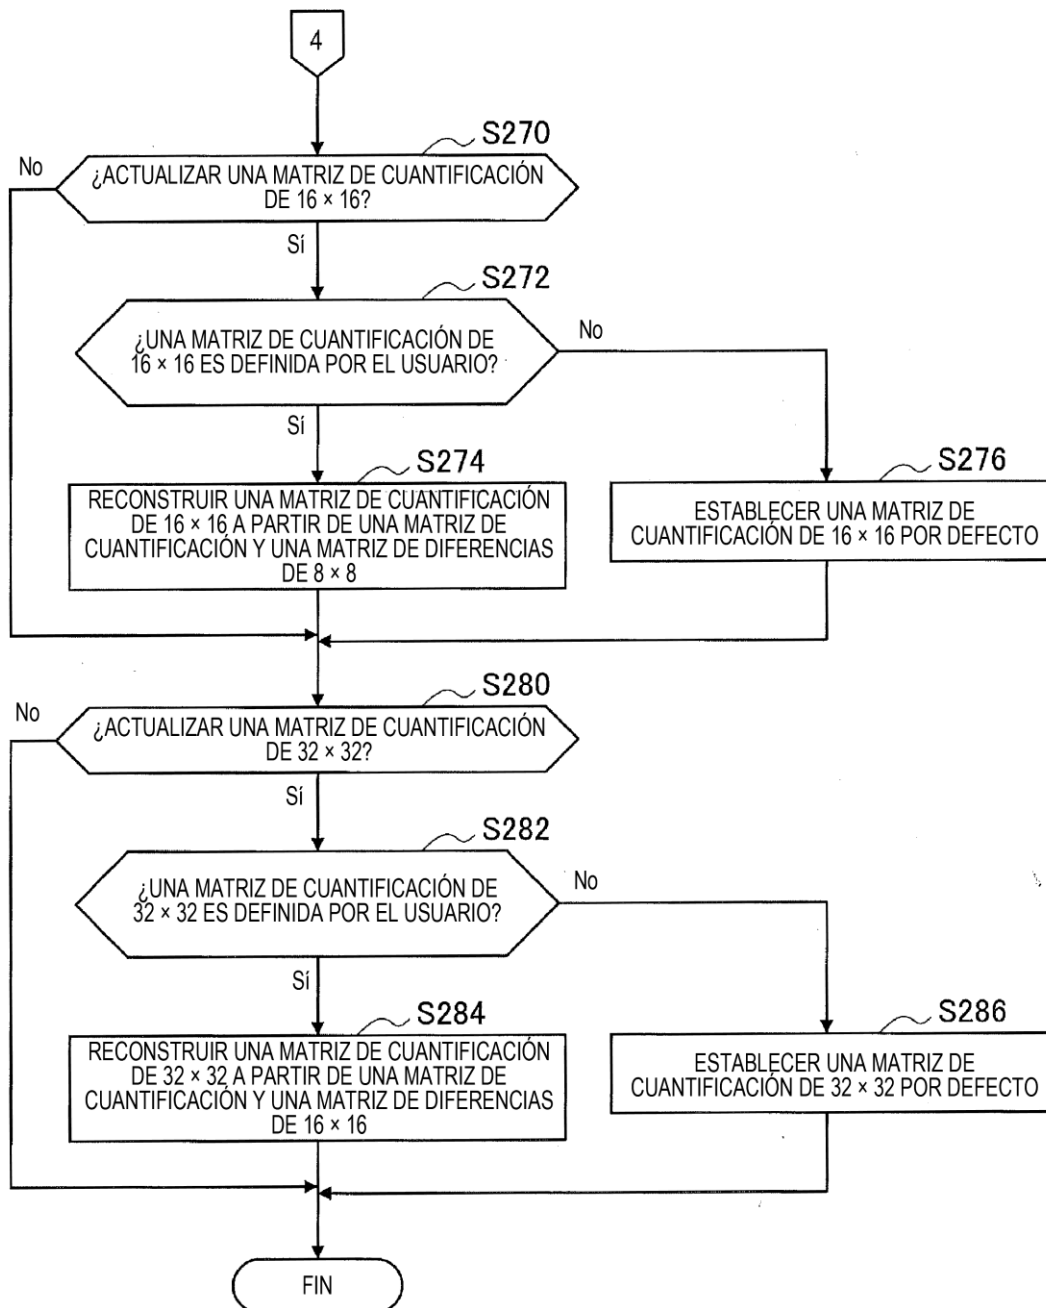 4
S270
No
¿ACTUALIZAR UNA MATRIZ DE CUANTIFICACIÓN
DE 16 × 16?
Sí
S272
¿UNA MATRIZ DE CUANTIFICACIÓN DE
16 × 16 ES DEFINIDA POR EL USUARIO?
No
Sí
S274
RECONSTRUIR UNA MATRIZ DE CUANTIFICACIÓN
DE 16 × 16 A PARTIR DE UNA MATRIZ DE
CUANTIFICACIÓN Y UNA MATRIZ DE DIFERENCIAS
DE 8 × 8
S276
ESTABLECER UNA MATRIZ DE
CUANTIFICACIÓN DE 16 × 16 POR DEFECTO
S280
No
¿ACTUALIZAR UNA MATRIZ DE CUANTIFICACIÓN
DE 32 × 32?
Sí
S282
¿UNA MATRIZ DE CUANTIFICACIÓN DE
32 × 32 ES DEFINIDA POR EL USUARIO?
No
Sí
S284
RECONSTRUIR UNA MATRIZ DE CUANTIFICACIÓN
DE 32 × 32 A PARTIR DE UNA MATRIZ DE
CUANTIFICACIÓN Y UNA MATRIZ DE DIFERENCIAS
DE 16 × 16
S286
ESTABLECER UNA MATRIZ DE
CUANTIFICACIÓN DE 32 × 32 POR DEFECTO
FIN